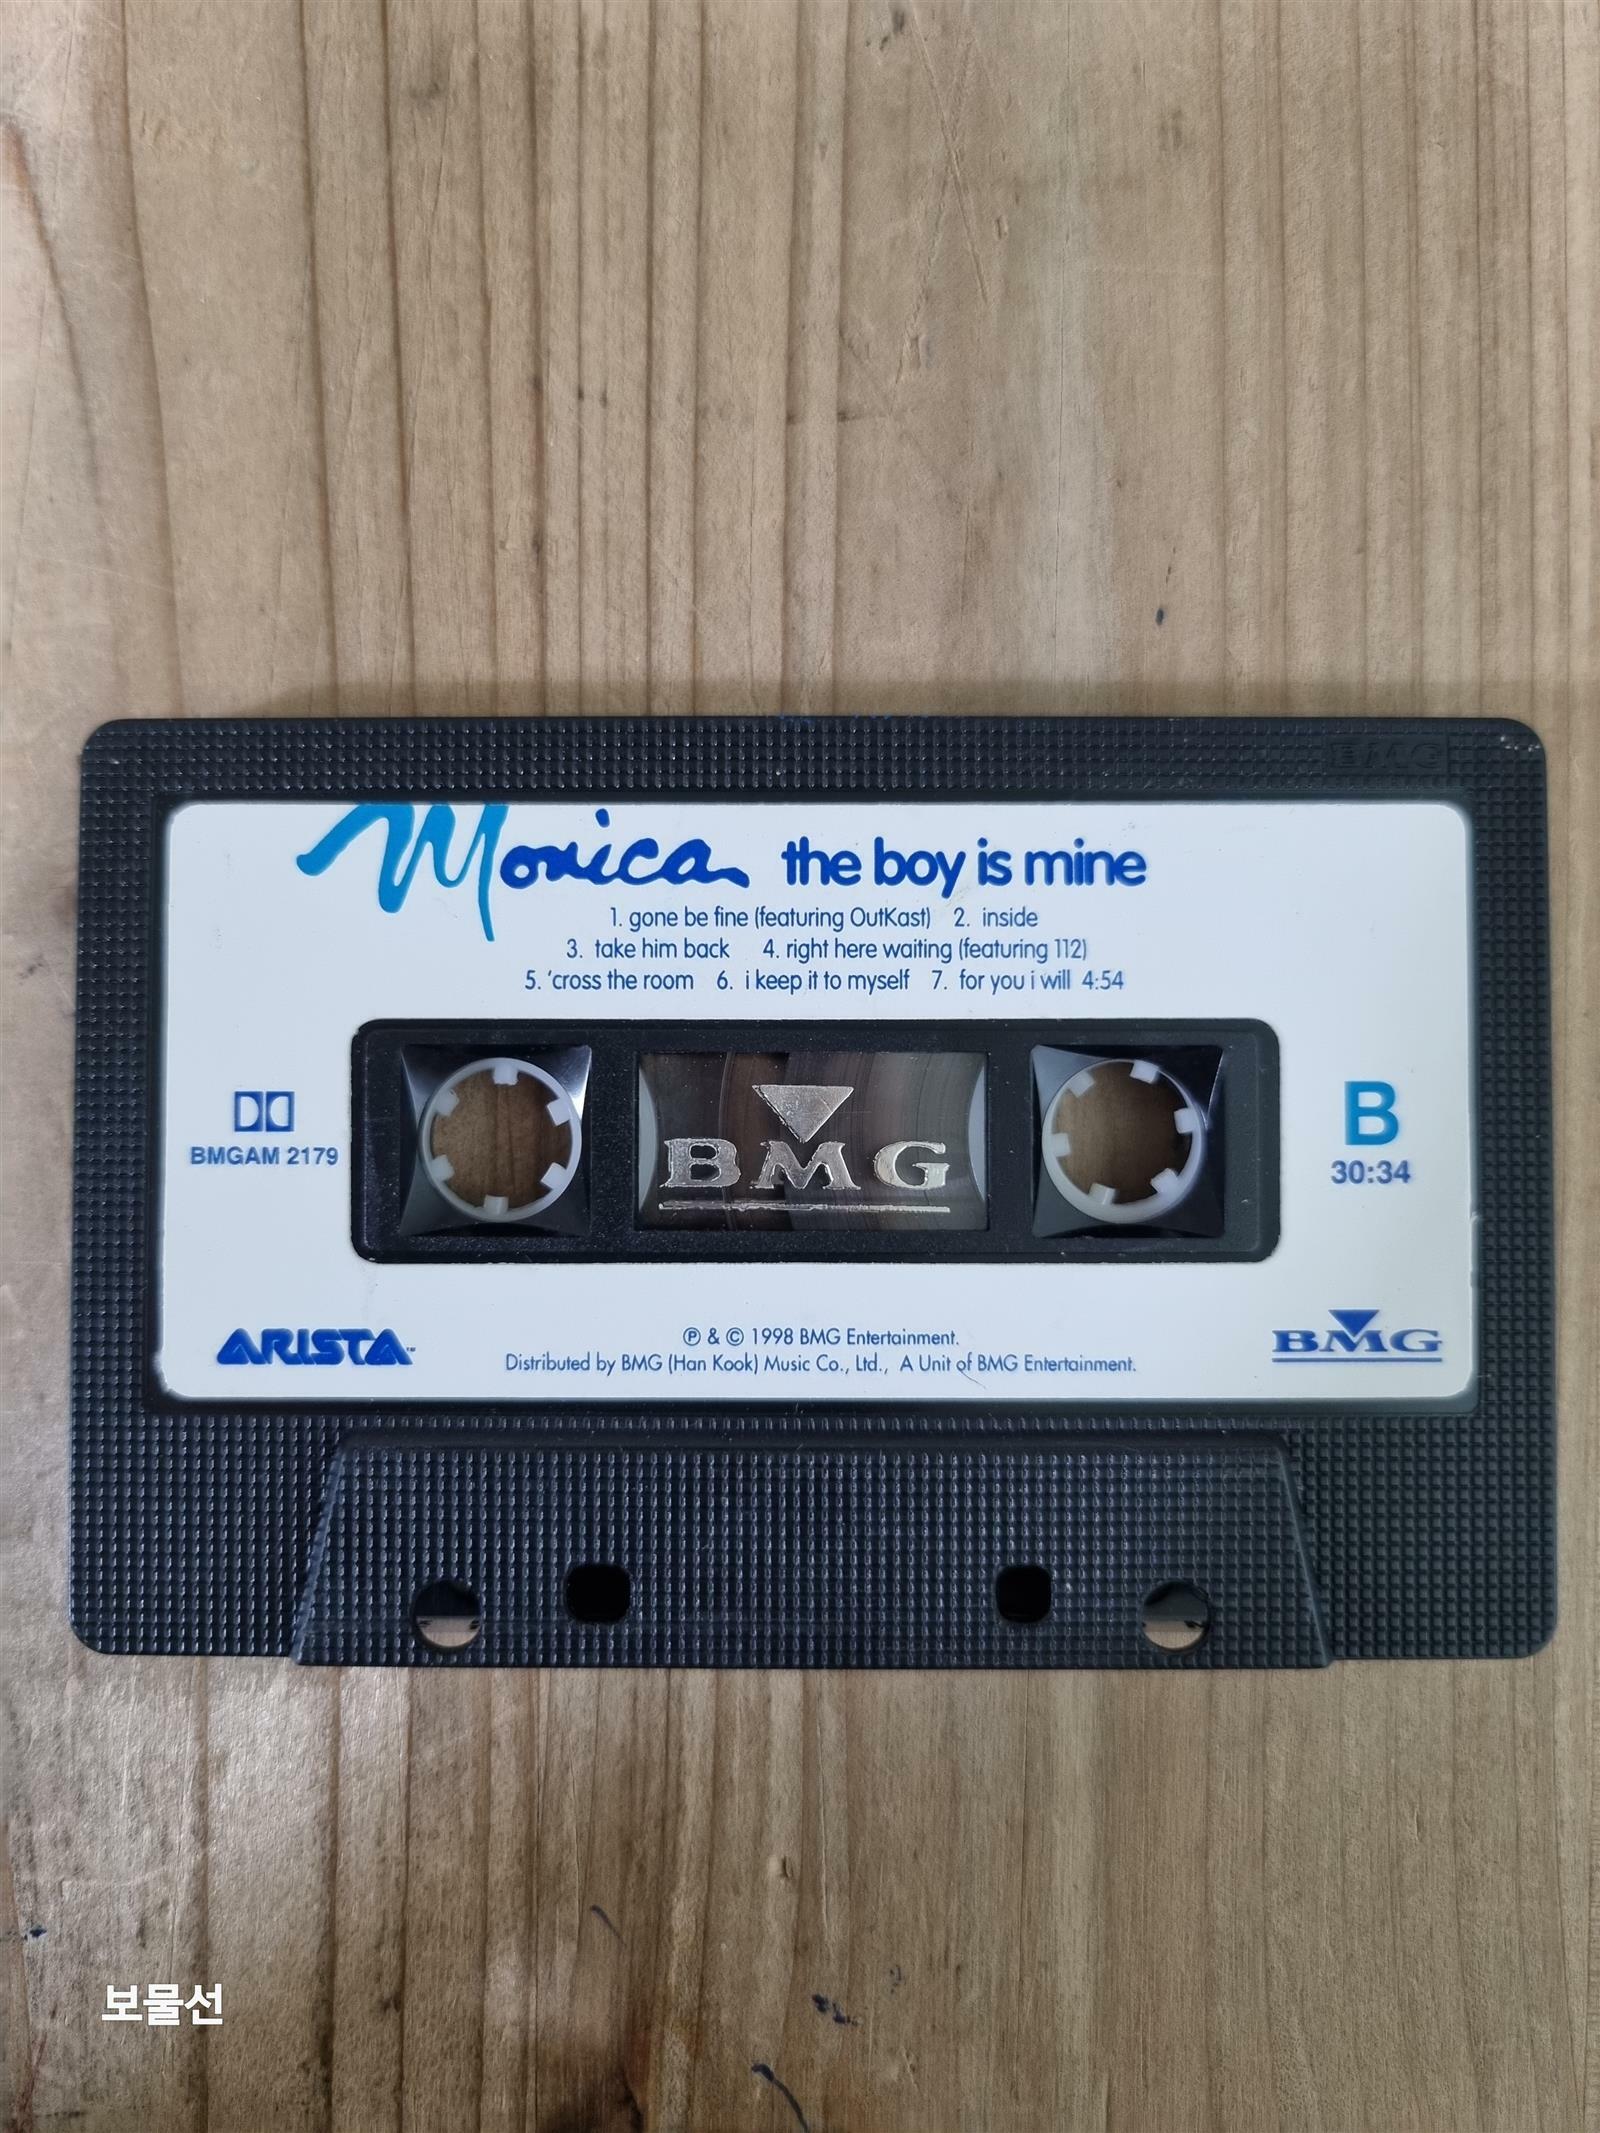 BMG
Monica the boy is mine
1. gone be fine (featuring OutKast) 2. inside
3. take him back 4. right here waiting (featuring 112)
5. 'cross the room 6. i keep it to myself 7. for you i will 4:54
BMGAM 2179
BMG
B
30:34
ARISTA™
℗ & © 1998 BMG Entertainment.
Distributed by BMG (Han Kook) Music Co., Ltd., A Unit of BMG Entertainment.
BMG
보물선